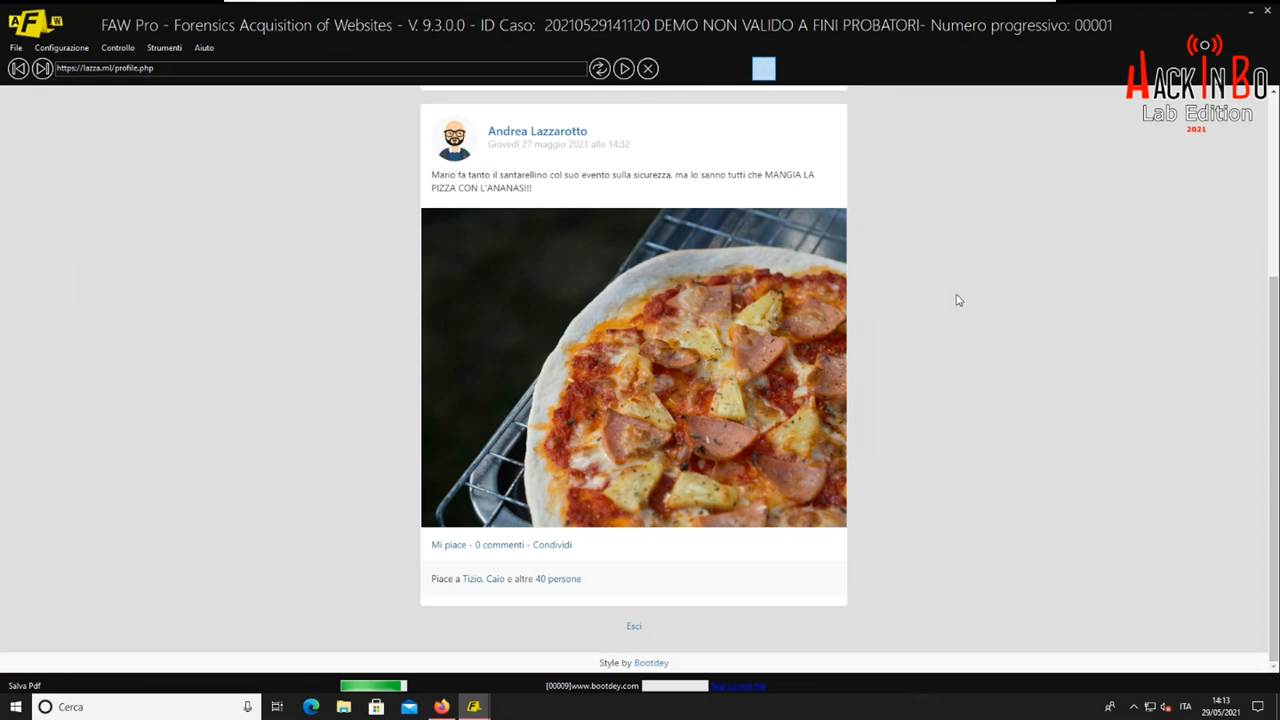 FAW
FAW Pro - Forensics Acquisition of Websites - V. 9.3.0.0 - ID Caso: 20210529141120 DEMO NON VALIDO A FINI PROBATORI- Numero progressivo: 00001
File Configurazione Controllo Strumenti Aiuto
https://lazza.ml/profile.php
HACK IN BO
Lab Edition
2021
Andrea Lazzarotto
Giovedì 27 maggio 2021 alle 14:32
Mario fa tanto il santarellino col suo evento sulla sicurezza, ma lo sanno tutti che MANGIA LA
PIZZA CON L'ANANAS!!!
Mi piace - 0 commenti - Condividi
Piace a Tizio, Caio e altre 40 persone
Esci
Style by Bootdey
Salva Pdf
[00009]www.bootdey.com
Cerca
ITA
14:13
29/05/2021